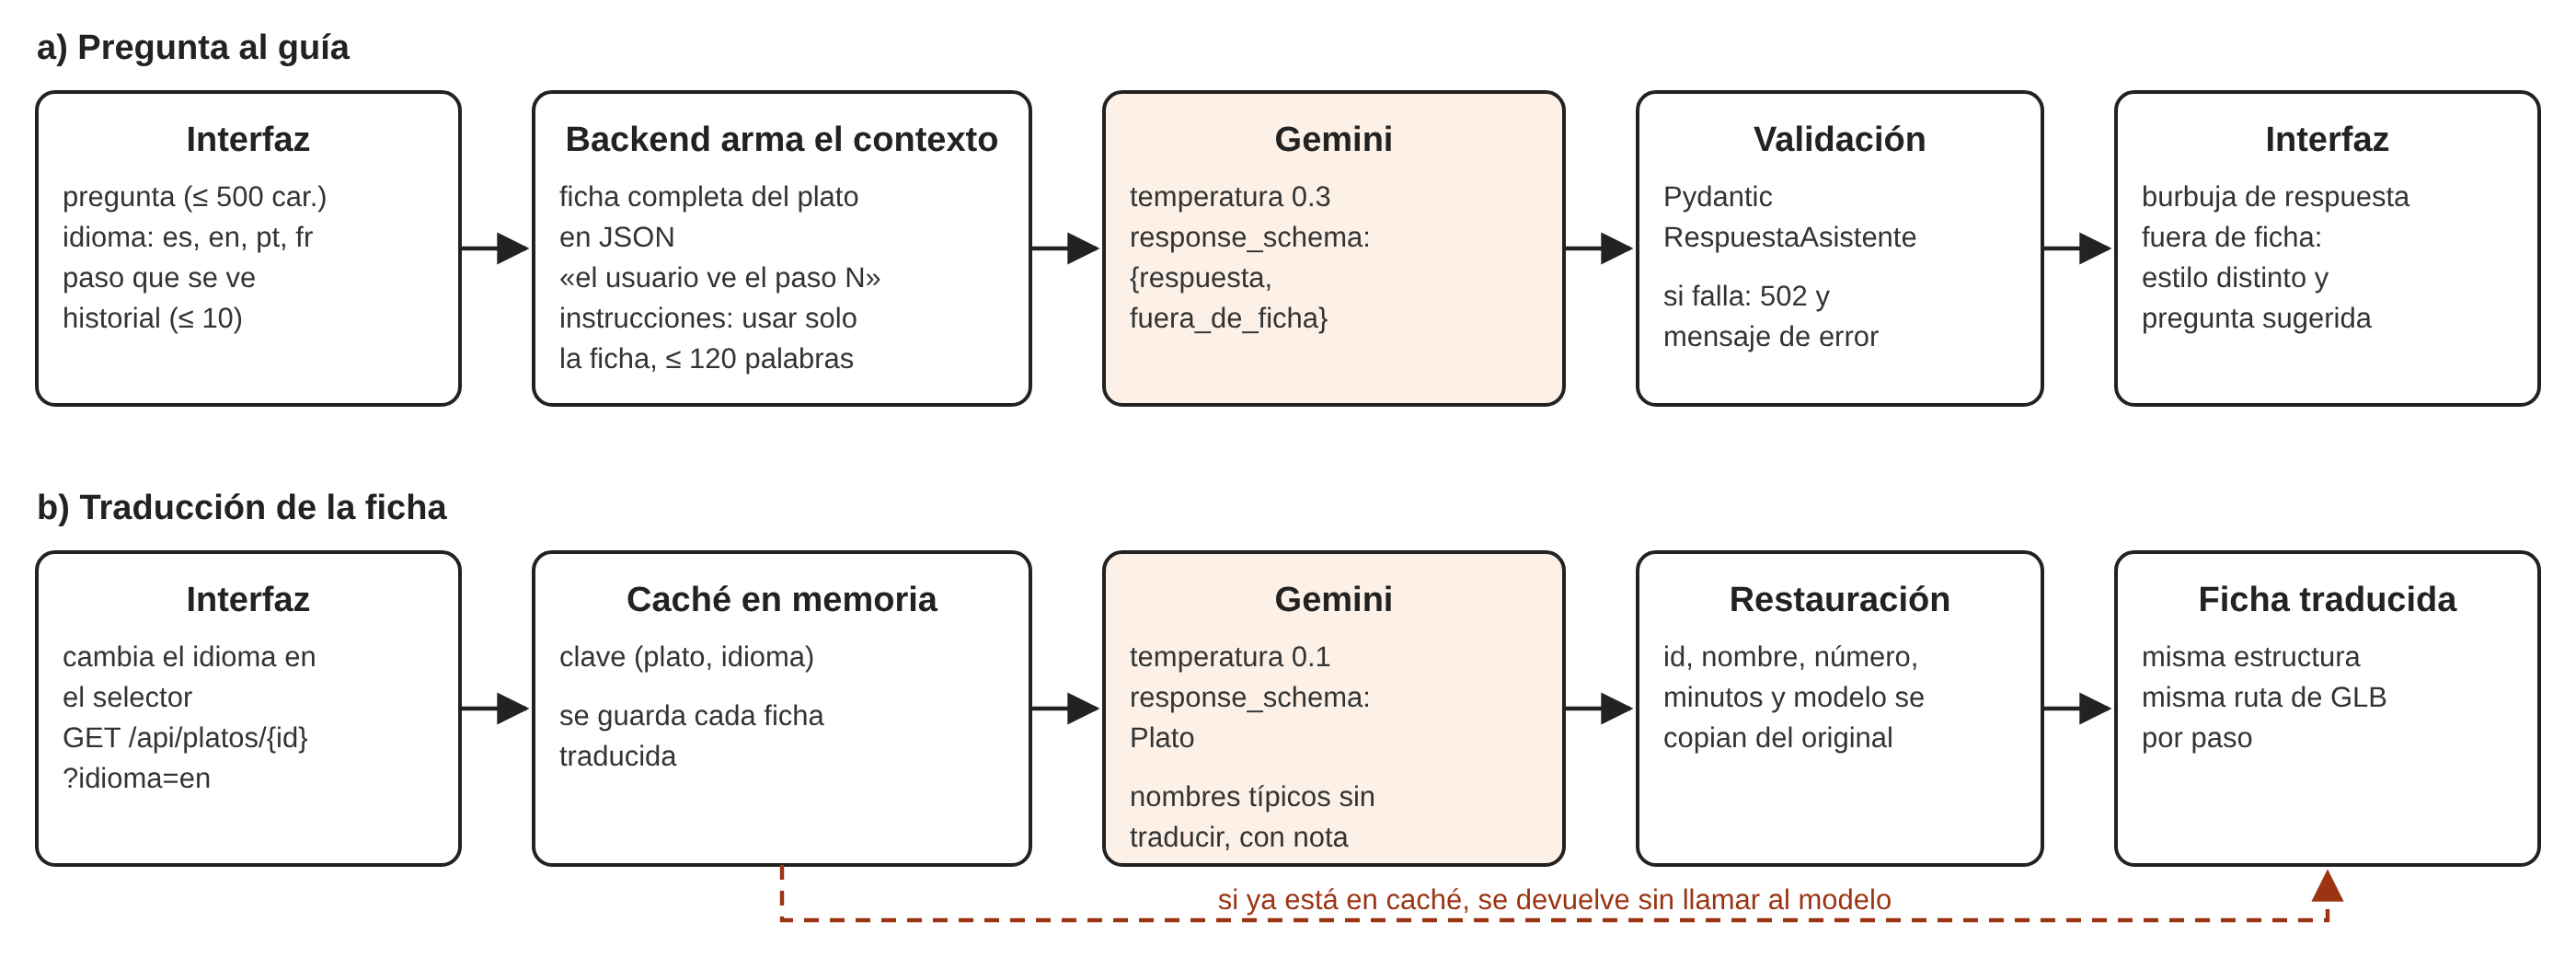 a) Pregunta al guía
Interfaz
pregunta (≤ 500 car.)
idioma: es, en, pt, fr
paso que se ve
historial (≤ 10)
Backend arma el contexto
ficha completa del plato
en JSON
«el usuario ve el paso N»
instrucciones: usar solo
la ficha, ≤ 120 palabras
Gemini
temperatura 0.3
response_schema:
{respuesta,
fuera_de_ficha}
Validación
Pydantic
RespuestaAsistente
si falla: 502 y
mensaje de error
Interfaz
burbuja de respuesta
fuera de ficha:
estilo distinto y
pregunta sugerida
b) Traducción de la ficha
Interfaz
cambia el idioma en
el selector
GET /api/platos/{id}
?idioma=en
Caché en memoria
clave (plato, idioma)
se guarda cada ficha
traducida
Gemini
temperatura 0.1
response_schema:
Plato
nombres típicos sin
traducir, con nota
Restauración
id, nombre, número,
minutos y modelo se
copian del original
Ficha traducida
misma estructura
misma ruta de GLB
por paso
si ya está en caché, se devuelve sin llamar al modelo